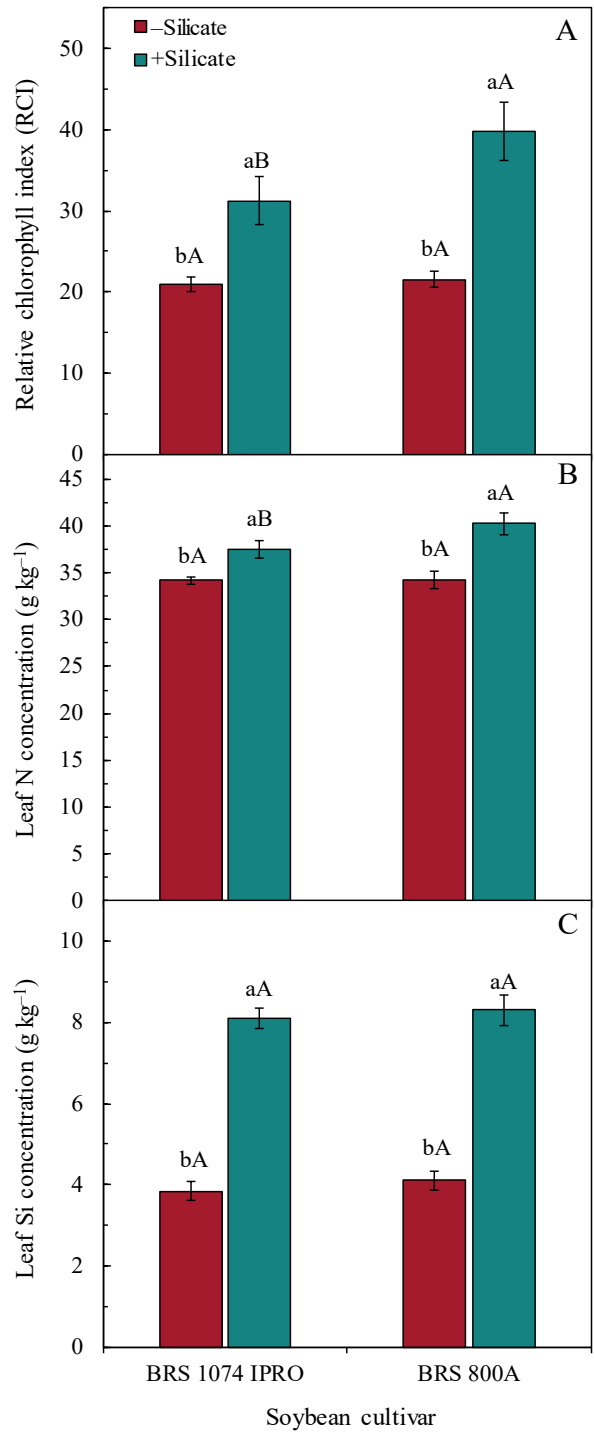 –Silicate
+Silicate
A
Relative chlorophyll index (RCI)
50
40
30
20
10
0
bA
aB
bA
aA
B
Leaf N concentration (g kg⁻¹)
45
40
35
30
25
20
15
10
5
0
bA
aB
bA
aA
C
Leaf Si concentration (g kg⁻¹)
10
8
6
4
2
0
bA
aA
bA
aA
BRS 1074 IPRO
BRS 800A
Soybean cultivar